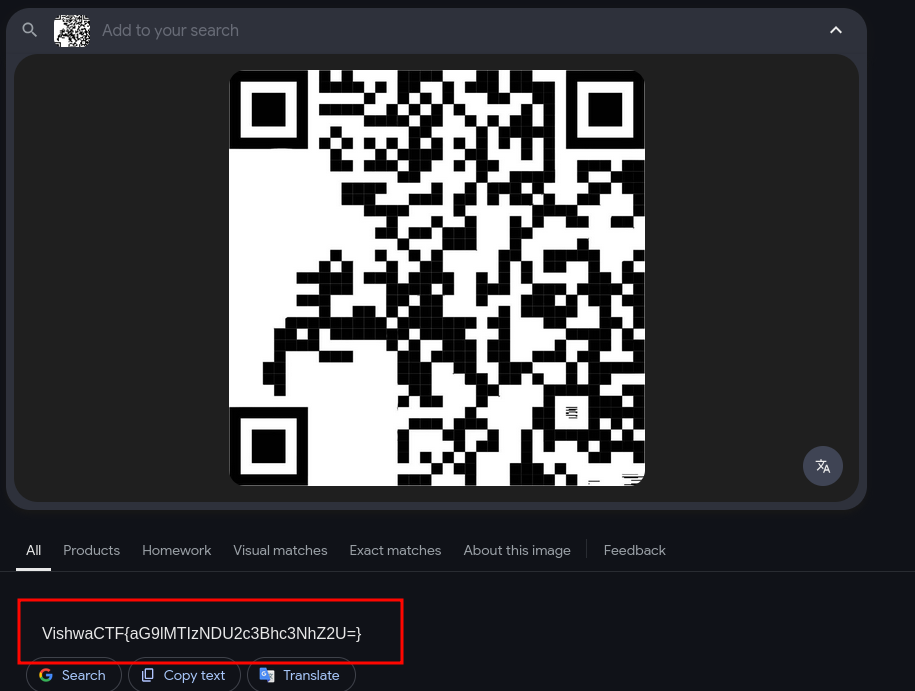 Add to your search
All Products Homework Visual matches Exact matches About this image Feedback
VishwaCTF{aG9lMTIzNDU2c3Bhc3NhZ2U=}
Search Copy text Translate